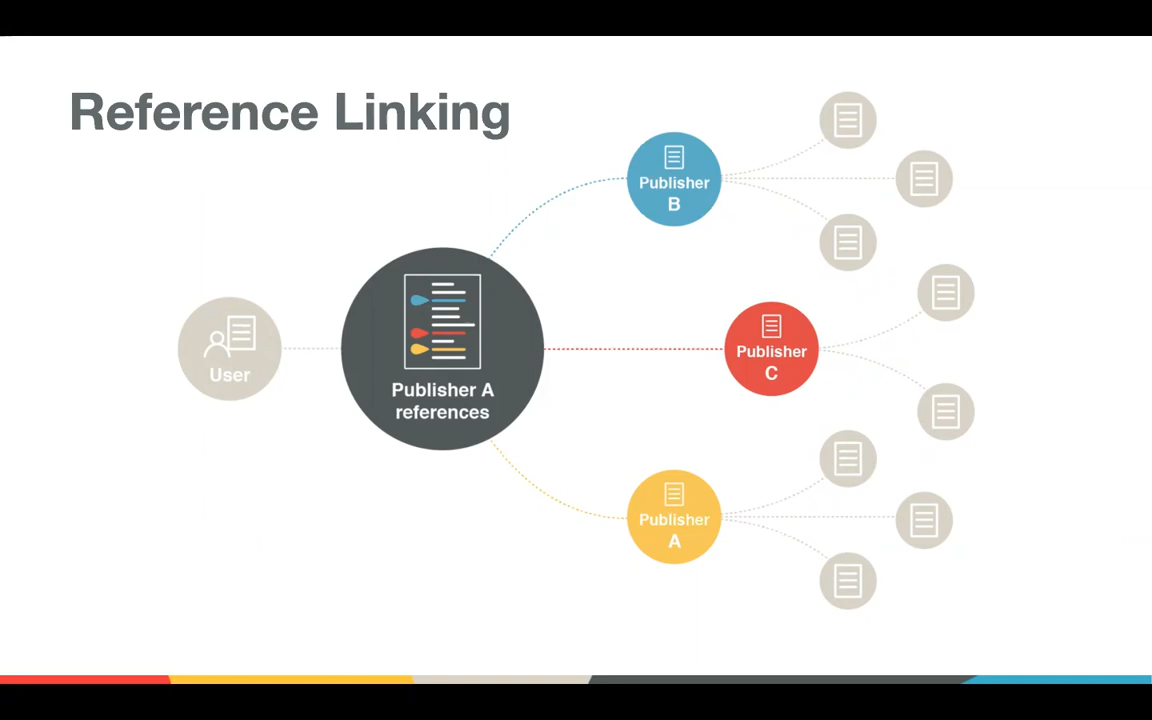 Reference Linking
Publisher
B
User
Publisher A
references
Publisher
C
Publisher
A